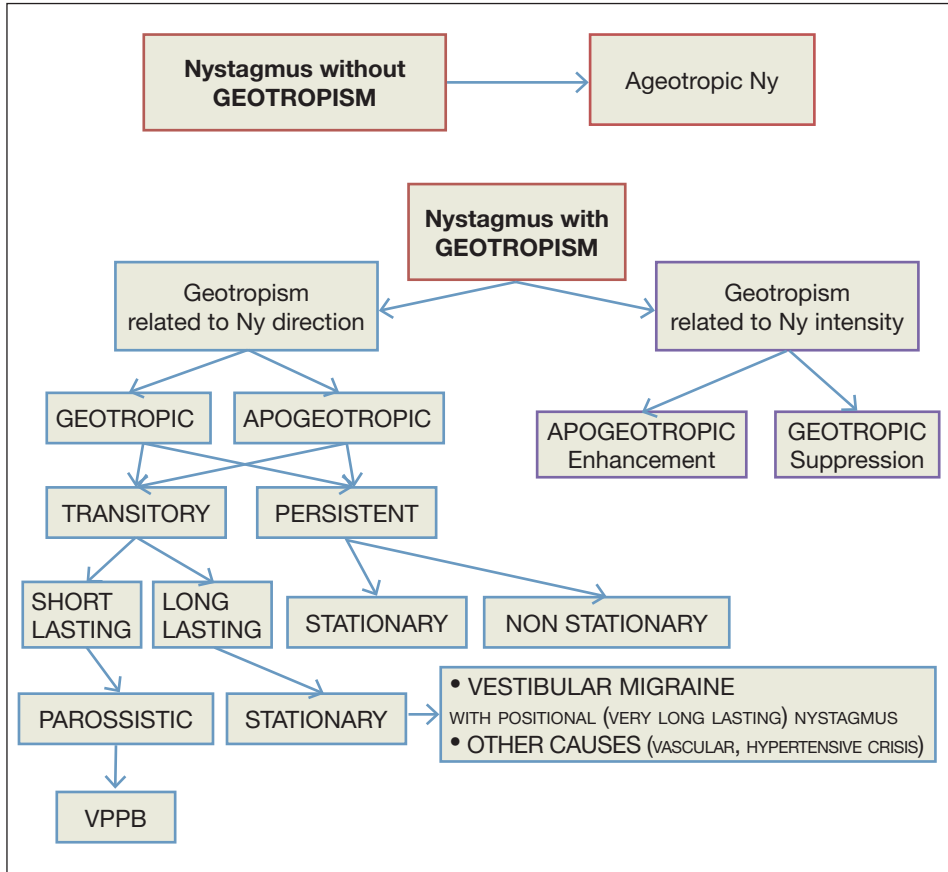 Nystagmus without
GEOTROPISM
Ageotropic Ny
Nystagmus with
GEOTROPISM
Geotropism
related to Ny direction
Geotropism
related to Ny intensity
GEOTROPIC
APOGEOTROPIC
APOGEOTROPIC
Enhancement
GEOTROPIC
Suppression
TRANSITORY
PERSISTENT
SHORT
LASTING
LONG
LASTING
STATIONARY
NON STATIONARY
PAROSSISTIC
STATIONARY
• VESTIBULAR MIGRAINE
WITH POSITIONAL (VERY LONG LASTING) NYSTAGMUS
• OTHER CAUSES (VASCULAR, HYPERTENSIVE CRISIS)
VPPB